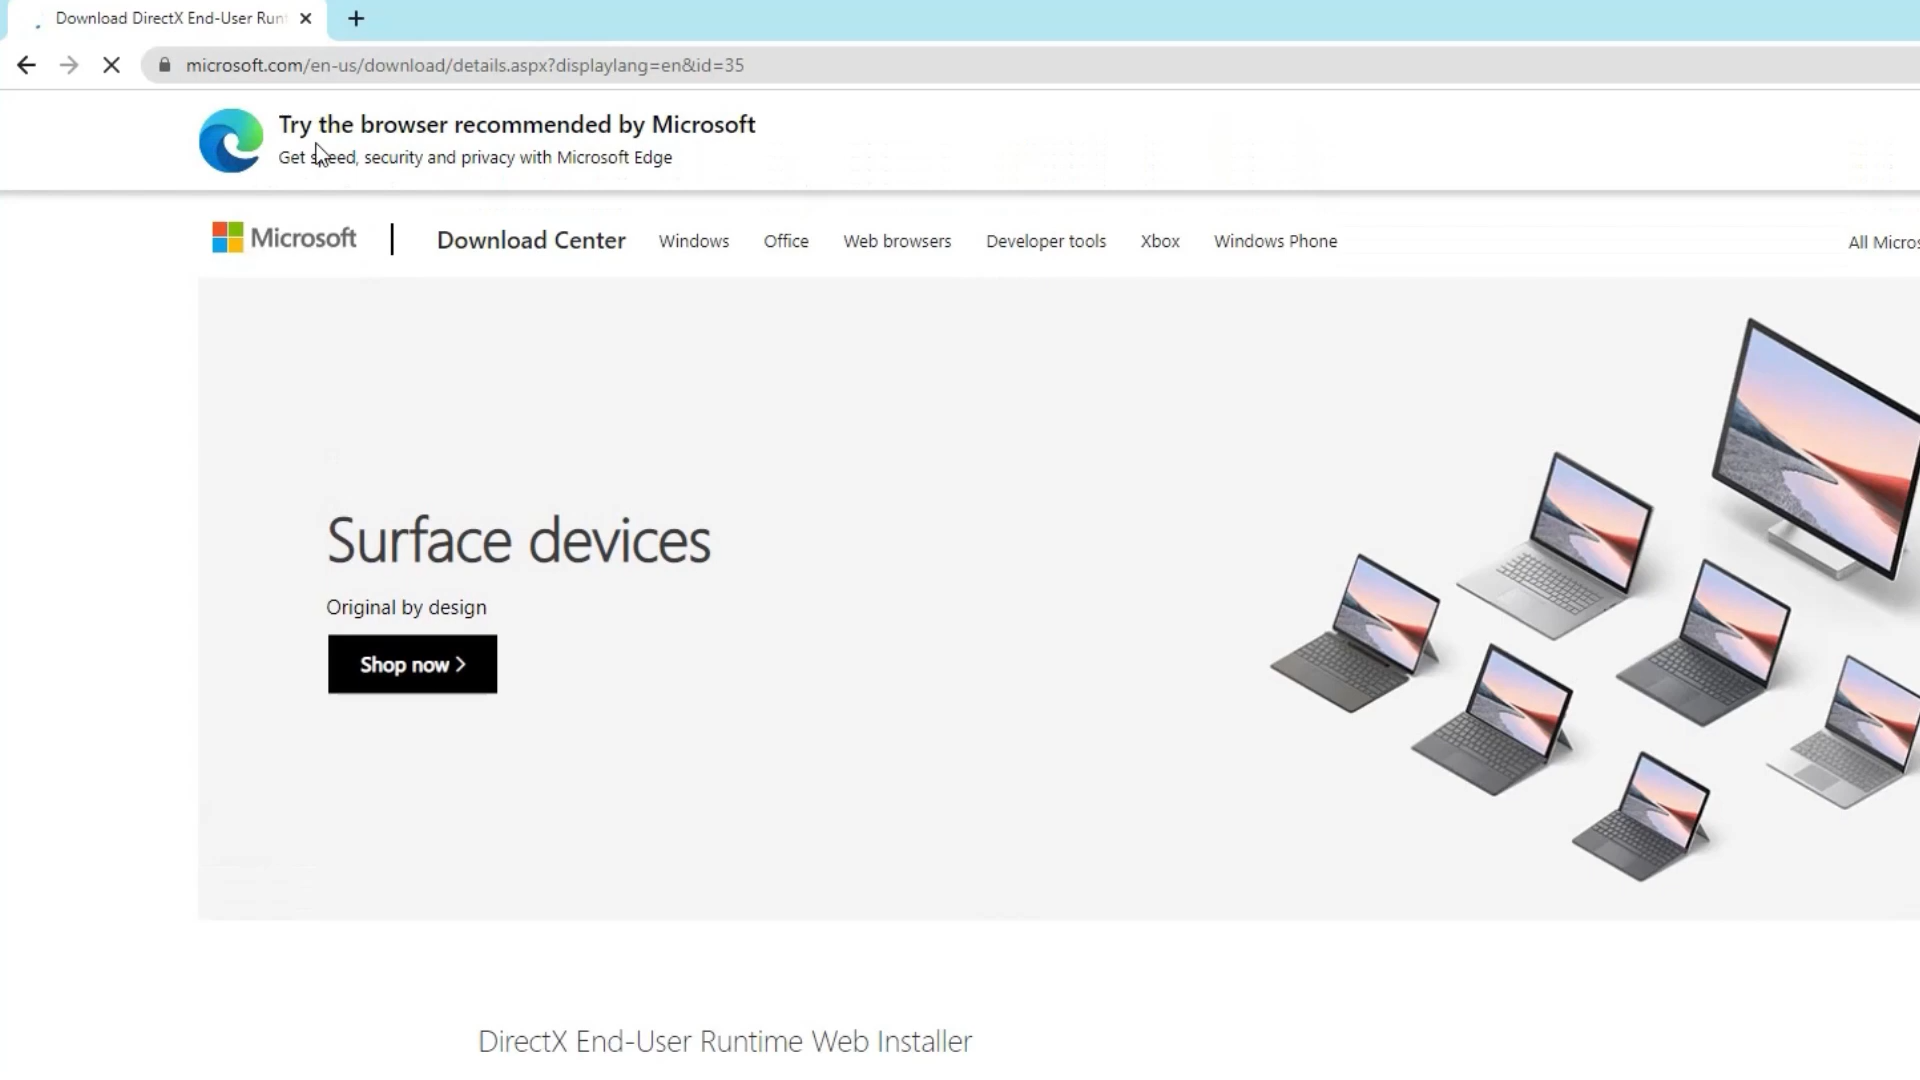 Download DirectX End-User Run
microsoft.com/en-us/download/details.aspx?displaylang=en&id=35
Try the browser recommended by Microsoft
Get speed, security and privacy with Microsoft Edge
Microsoft
Download Center Windows Office Web browsers Developer tools Xbox Windows Phone
All Micros
Surface devices
Original by design
Shop now >
DirectX End-User Runtime Web Installer